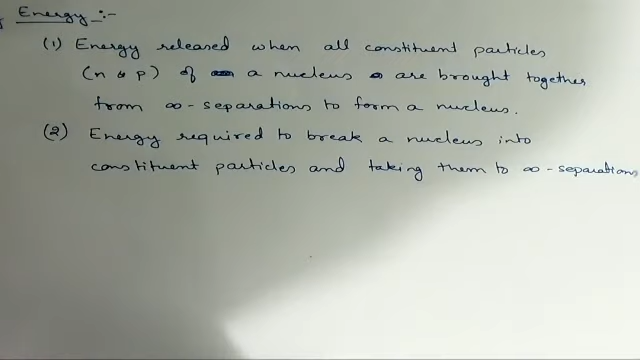 Energy :-
(1) Energy released when all constituent particles
(n & p) of a nucleus are brought together
from ∞-separations to form a nucleus.
(2) Energy required to break a nucleus into
constituent particles and taking them to ∞-separations